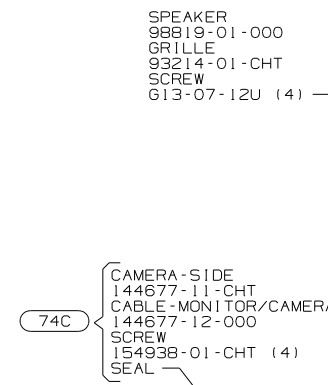 SPEAKER
98819-01-000
GRILLE
93214-01-CHT
SCREW
G13-07-12U (4)
74C
CAMERA-SIDE
144677-11-CHT
CABLE-MONITOR/CAMERA
144677-12-000
SCREW
154938-01-CHT (4)
SEAL